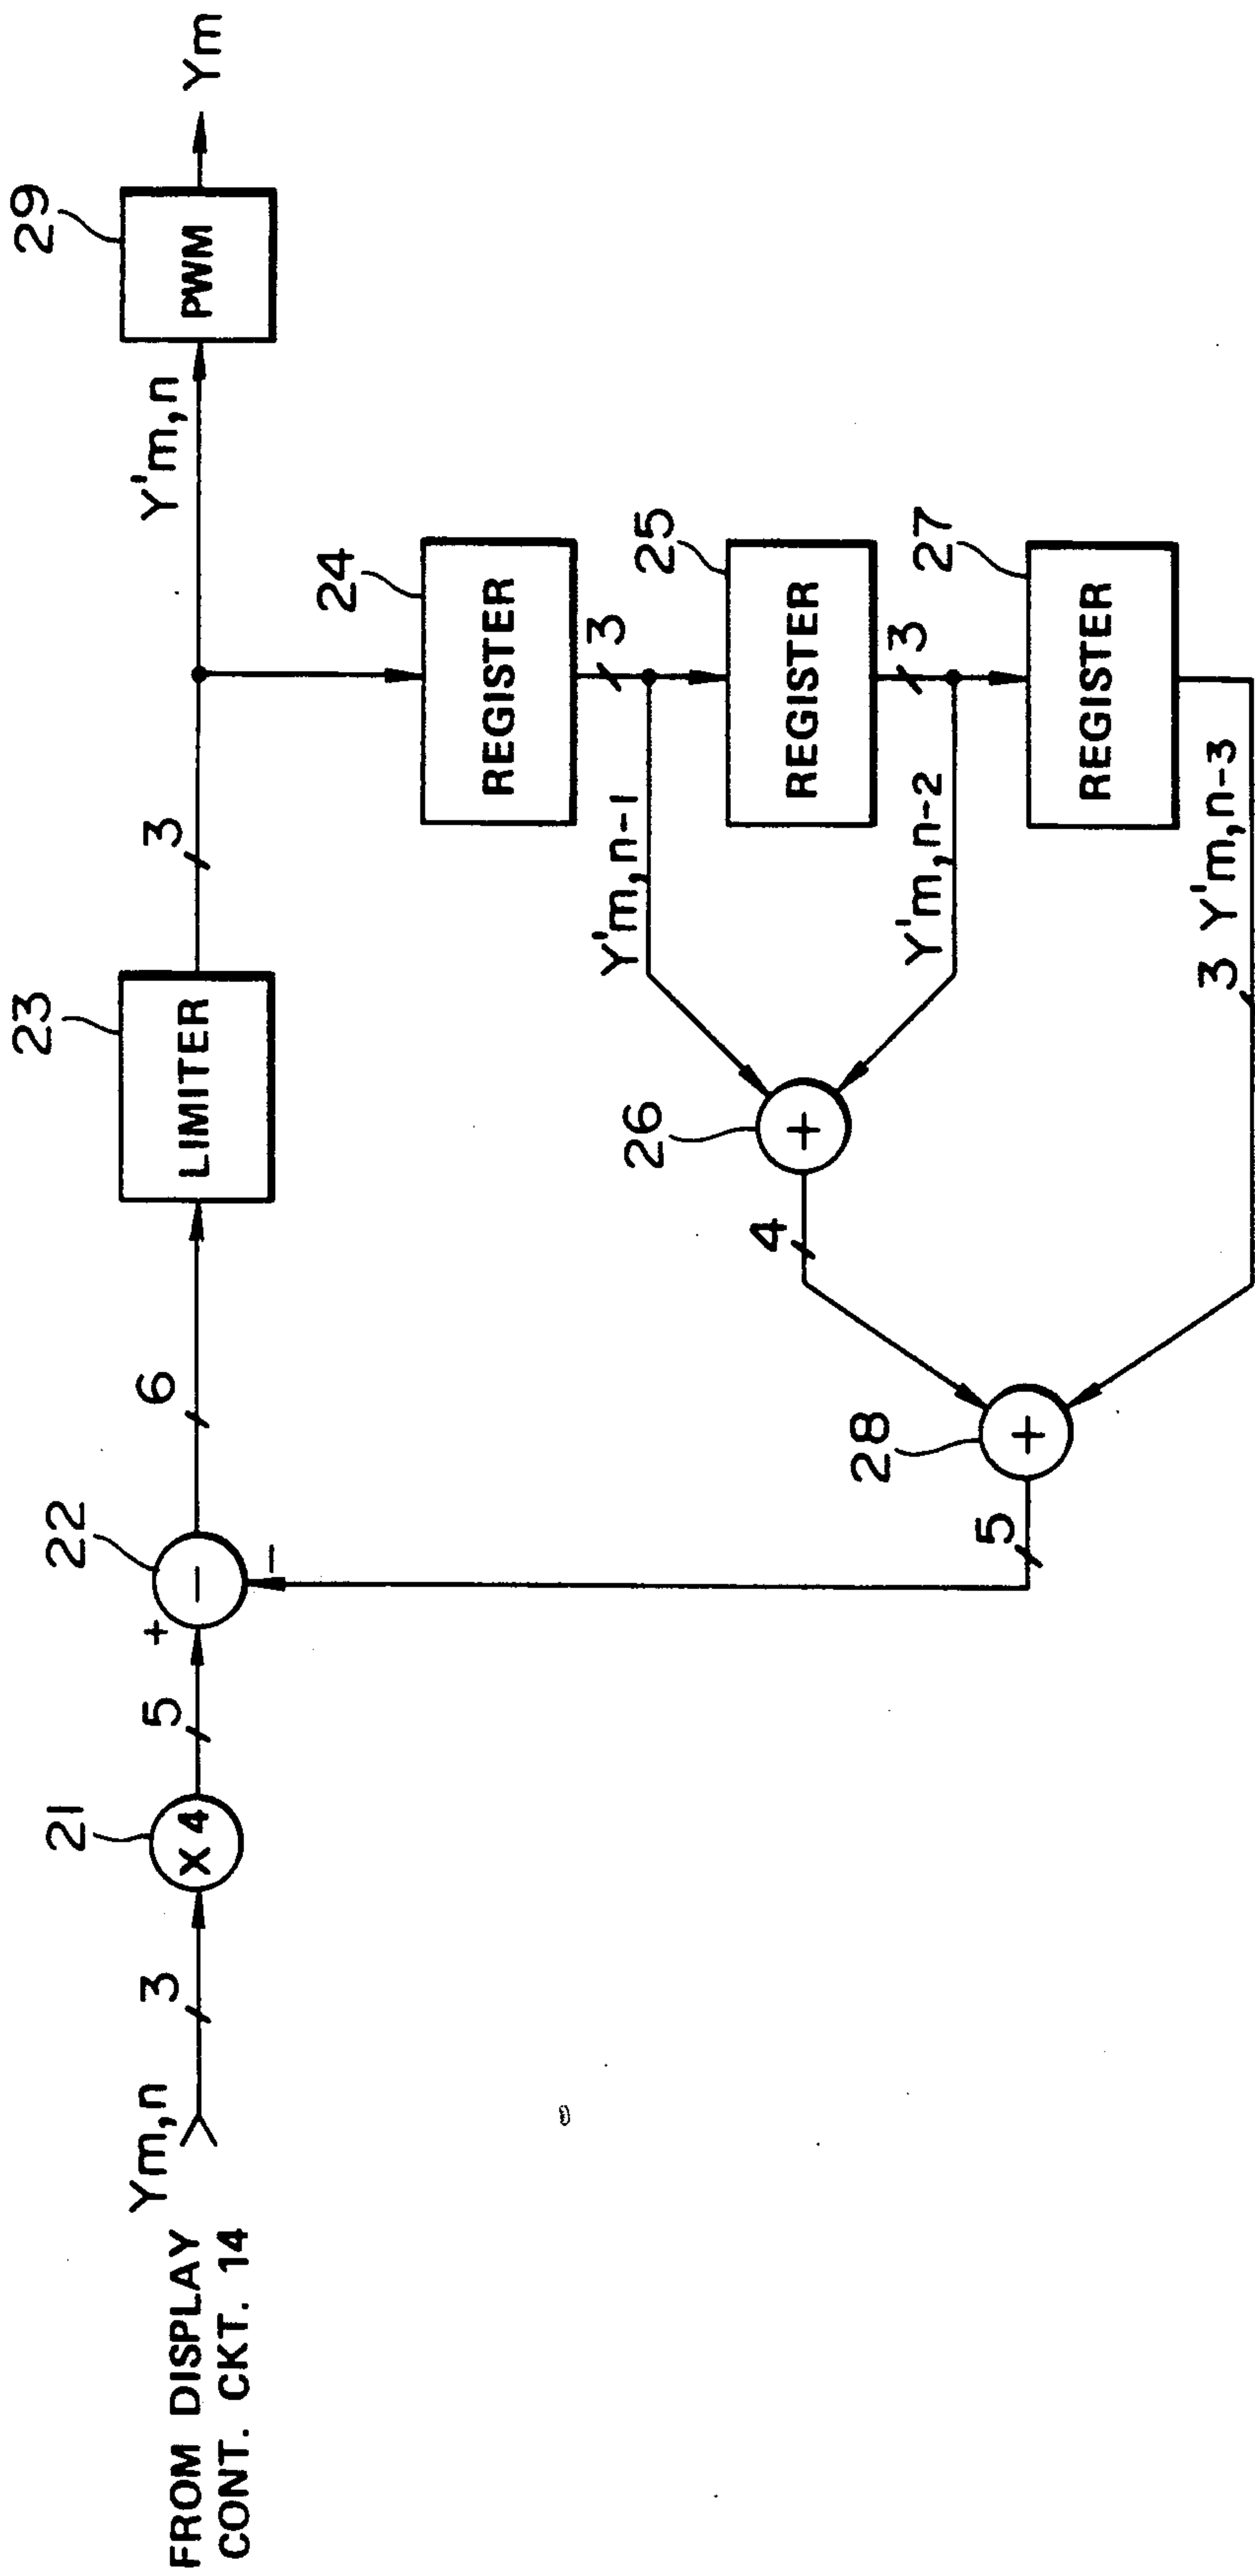 FROM DISPLAY
CONT. CKT. 14
Ym,n
3
21
X 4
5
+
22
−
−
6
23
LIMITER
3
Y'm,n
29
PWM
Ym
24
REGISTER
3
Y'm,n-1
25
REGISTER
3
Y'm,n-2
27
REGISTER
3 Y'm,n-3
26
+
4
28
+
5